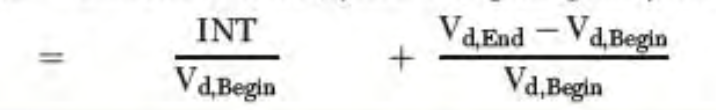 = INT / V_d,Begin + (V_d,End − V_d,Begin) / V_d,Begin